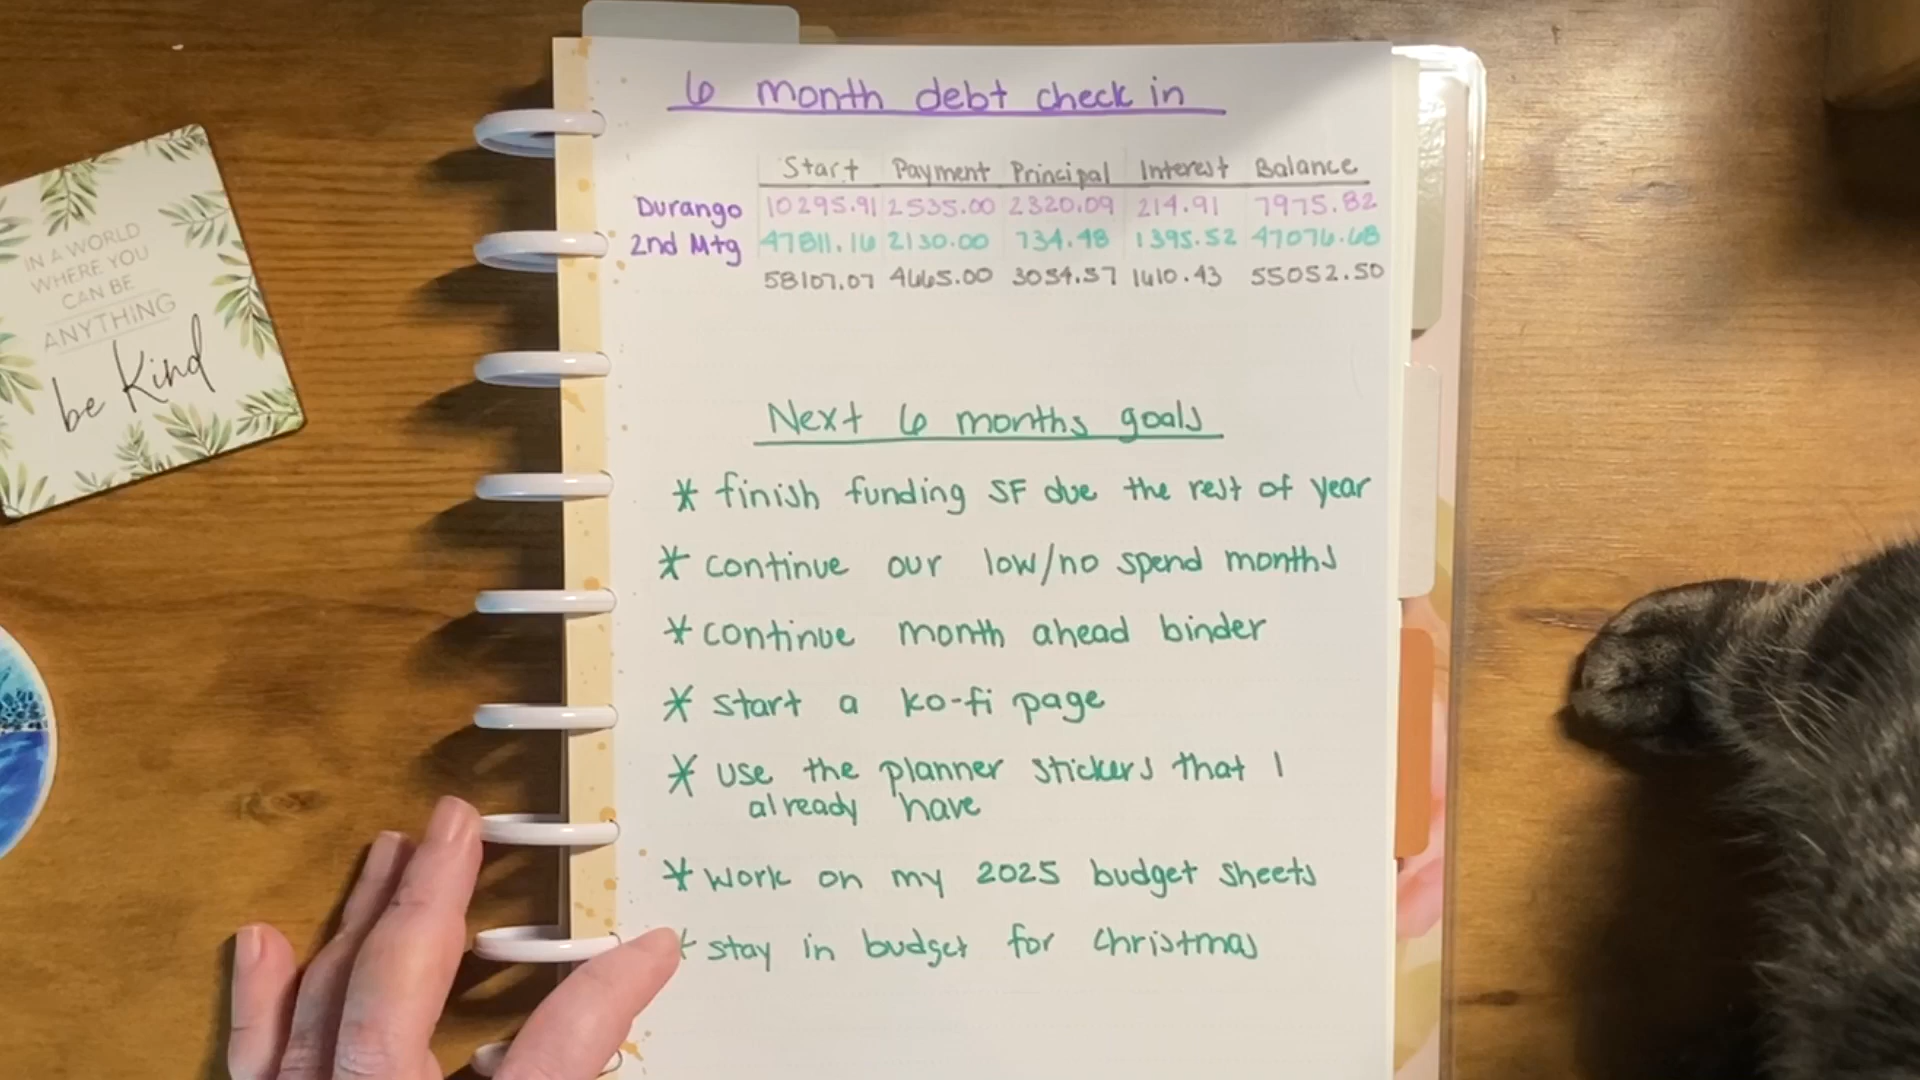 6 month debt check in
Start Payment Principal Interest Balance
Durango 10295.91 2535.00 2320.09 214.91 7975.82
2nd Mtg 47811.16 2130.00 734.48 1395.52 47076.68
58107.07 4665.00 3054.57 1610.43 55052.50
Next 6 months goals
* finish funding SF due the rest of year
* continue our low/no spend months
* continue month ahead binder
* start a ko-fi page
* use the planner stickers that I
already have
* work on my 2025 budget sheets
* stay in budget for christmas
IN A WORLD
WHERE YOU
CAN BE
ANYTHING
be Kind